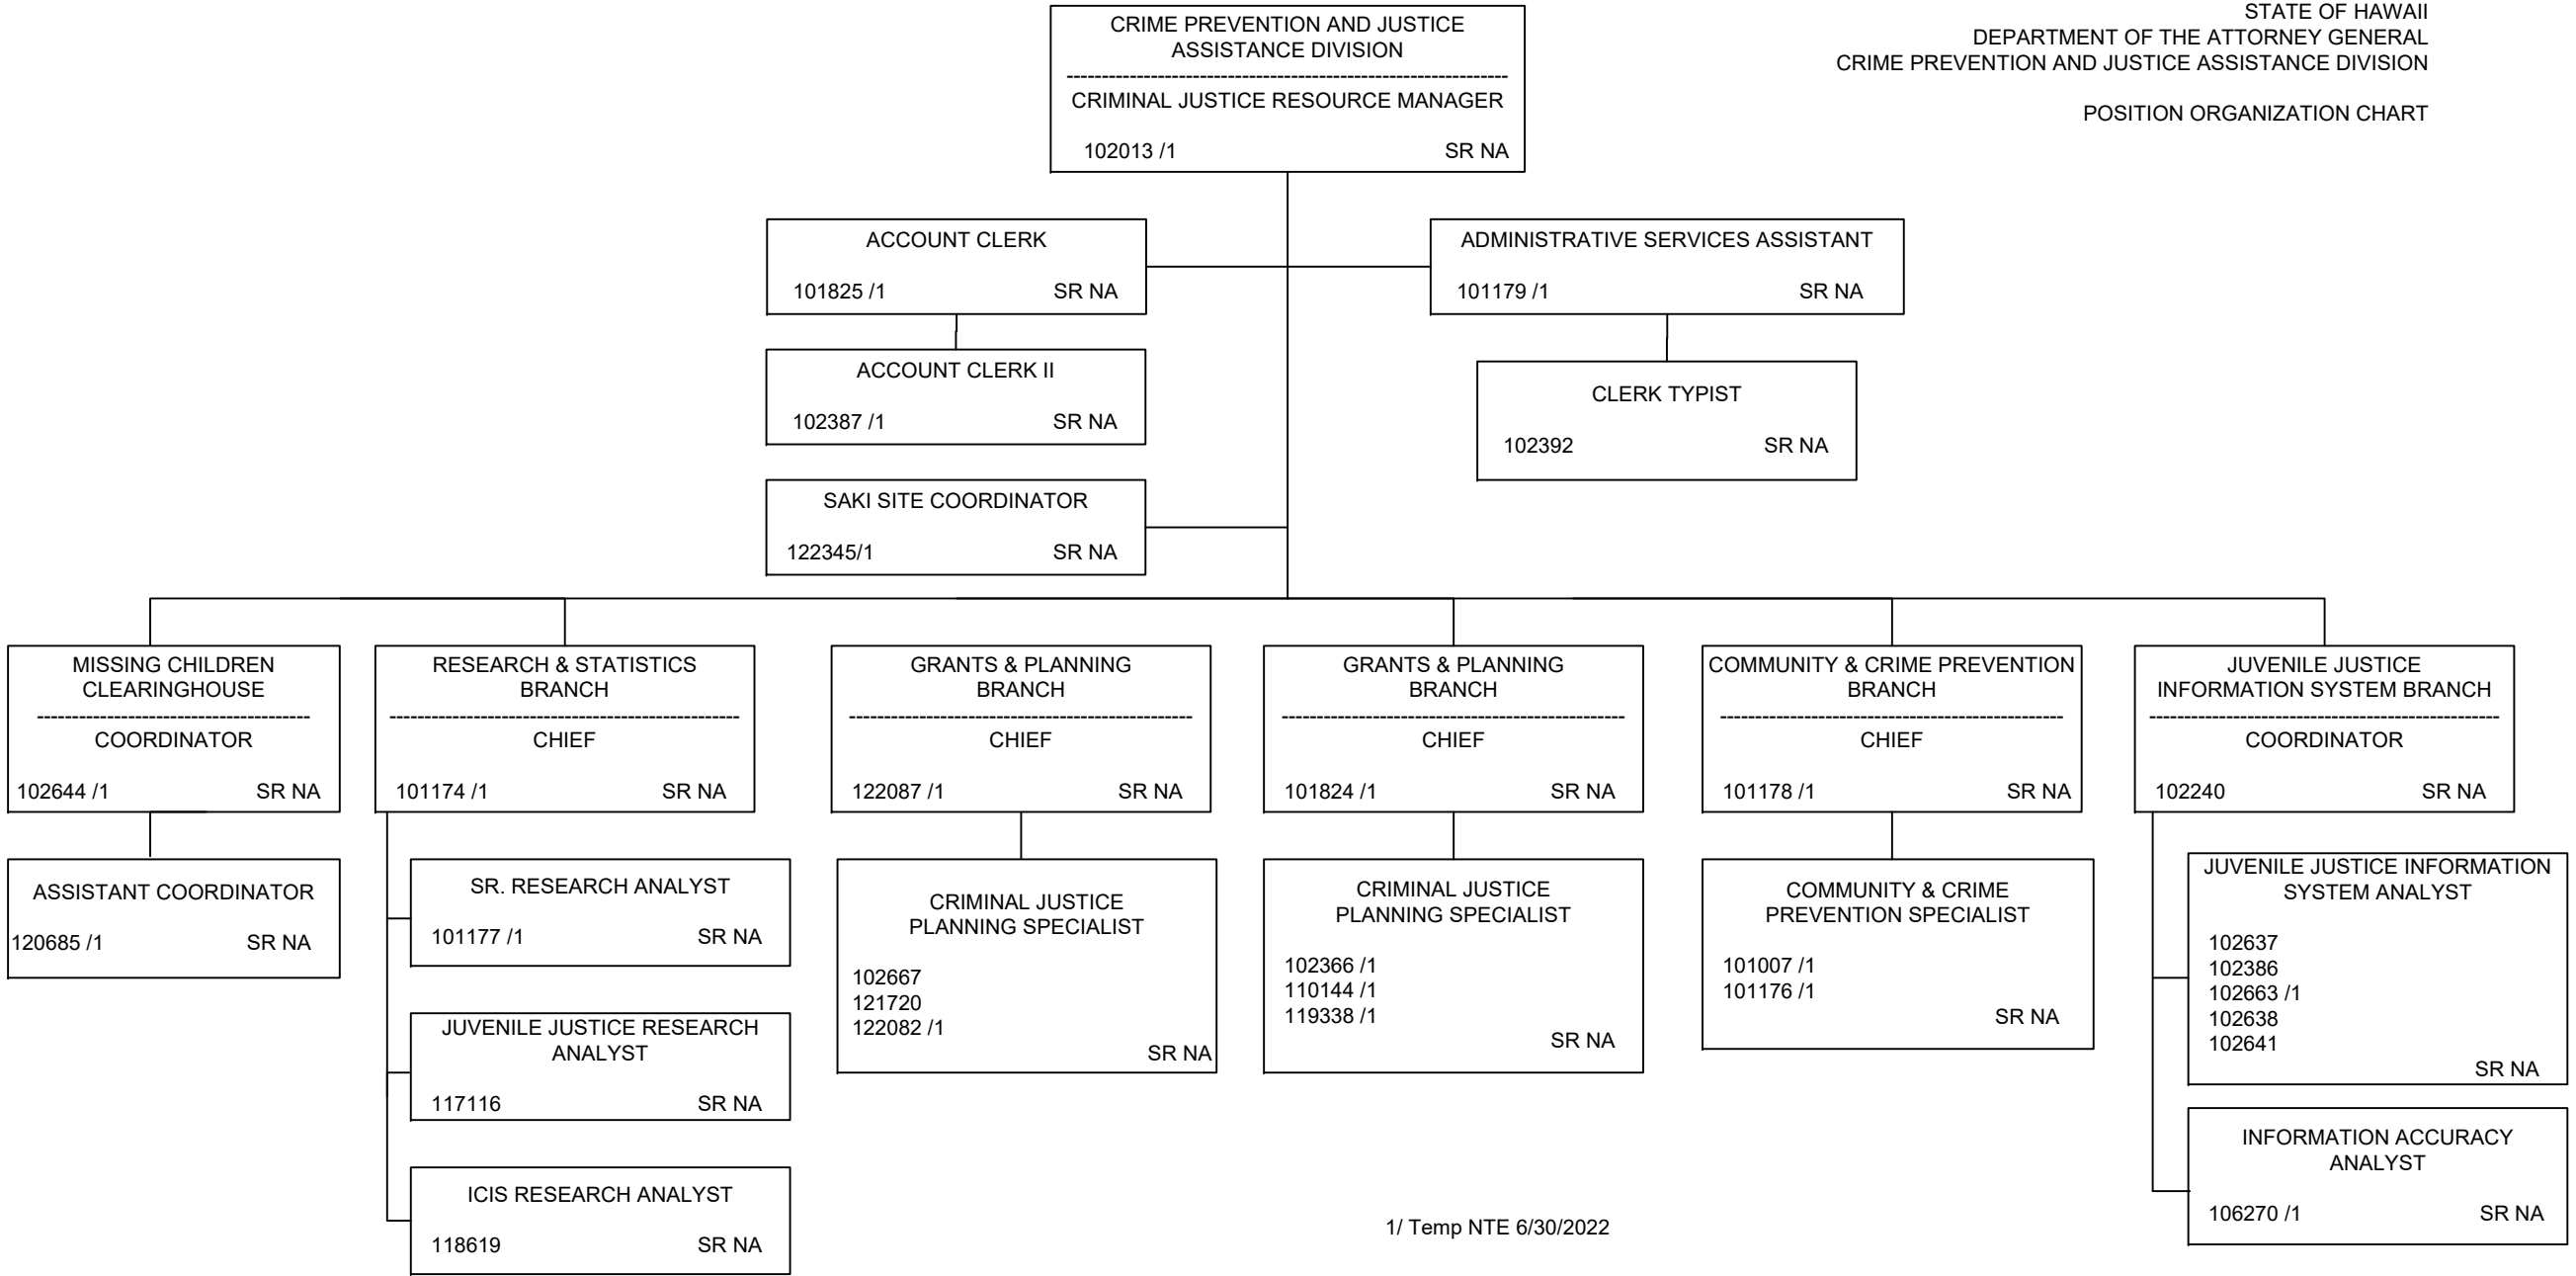 STATE OF HAWAII
DEPARTMENT OF THE ATTORNEY GENERAL
CRIME PREVENTION AND JUSTICE ASSISTANCE DIVISION
POSITION ORGANIZATION CHART
CRIME PREVENTION AND JUSTICE
ASSISTANCE DIVISION
---------------------------------------------------------------
CRIMINAL JUSTICE RESOURCE MANAGER
102013 /1 SR NA
ACCOUNT CLERK
101825 /1 SR NA
ADMINISTRATIVE SERVICES ASSISTANT
101179 /1 SR NA
ACCOUNT CLERK II
102387 /1 SR NA
CLERK TYPIST
102392 SR NA
SAKI SITE COORDINATOR
122345/1 SR NA
MISSING CHILDREN
CLEARINGHOUSE
---------------------------------------
COORDINATOR
102644 /1 SR NA
ASSISTANT COORDINATOR
120685 /1 SR NA
RESEARCH & STATISTICS
BRANCH
--------------------------------------------------
CHIEF
101174 /1 SR NA
SR. RESEARCH ANALYST
101177 /1 SR NA
JUVENILE JUSTICE RESEARCH
ANALYST
117116 SR NA
ICIS RESEARCH ANALYST
118619 SR NA
GRANTS & PLANNING
BRANCH
-------------------------------------------------
CHIEF
122087 /1 SR NA
CRIMINAL JUSTICE
PLANNING SPECIALIST
102667
121720
122082 /1
SR NA
GRANTS & PLANNING
BRANCH
-------------------------------------------------
CHIEF
101824 /1 SR NA
CRIMINAL JUSTICE
PLANNING SPECIALIST
102366 /1
110144 /1
119338 /1
SR NA
COMMUNITY & CRIME PREVENTION
BRANCH
-------------------------------------------------
CHIEF
101178 /1 SR NA
COMMUNITY & CRIME
PREVENTION SPECIALIST
101007 /1
101176 /1
SR NA
JUVENILE JUSTICE
INFORMATION SYSTEM BRANCH
--------------------------------------------------
COORDINATOR
102240 SR NA
JUVENILE JUSTICE INFORMATION
SYSTEM ANALYST
102637
102386
102663 /1
102638
102641
SR NA
INFORMATION ACCURACY
ANALYST
106270 /1 SR NA
1/ Temp NTE 6/30/2022